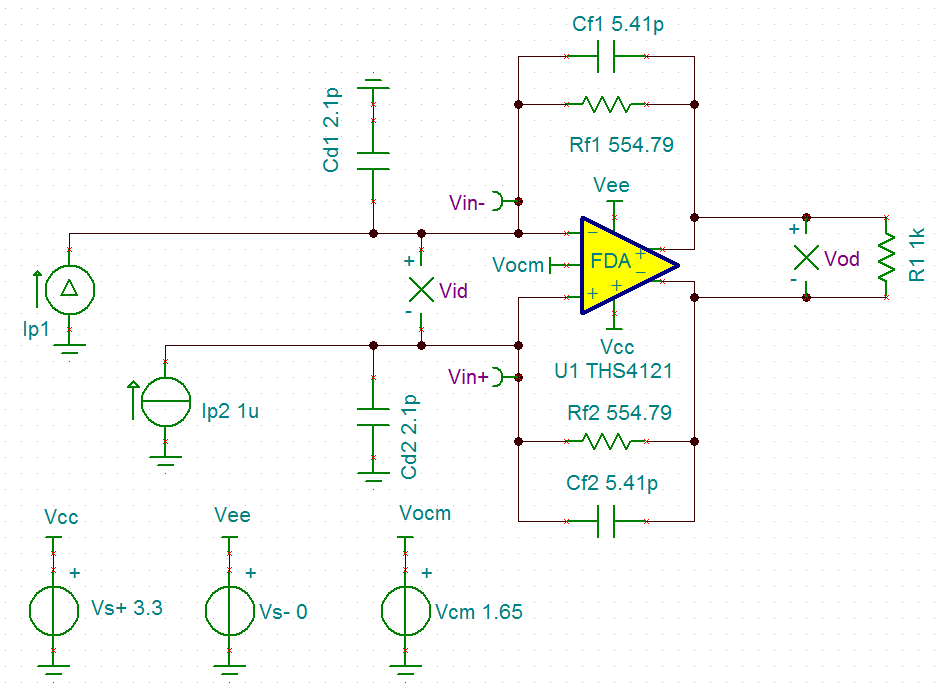 Cf1 5.41p
Cd1 2.1p
Rf1 554.79
Vee
Vin-
Vocm
FDA
−
+
+
−
+
+
Vid
-
+
Vod
-
R1 1k
Ip1
Vcc
U1 THS4121
Vin+
Ip2 1u
Rf2 554.79
Cd2 2.1p
Cf2 5.41p
Vcc
Vee
Vocm
+
+
+
Vs+ 3.3
Vs- 0
Vcm 1.65